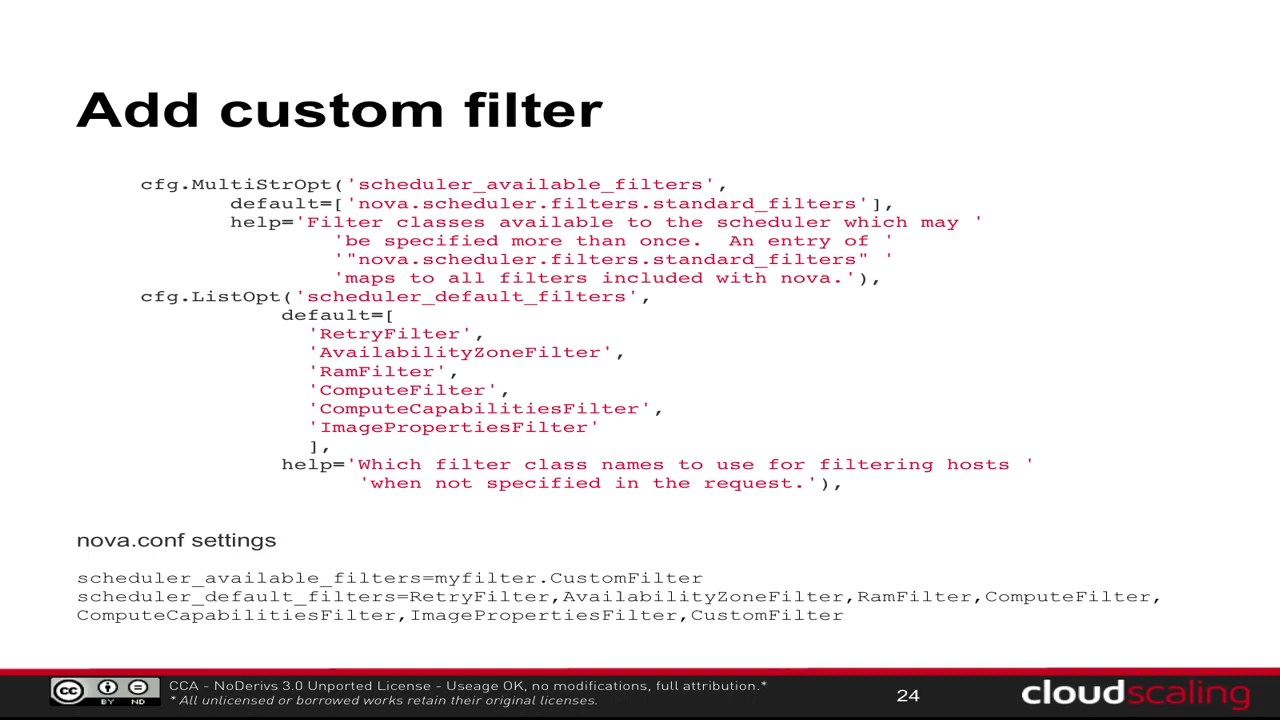 Add custom filter
cfg.MultiStrOpt('scheduler_available_filters',
default=['nova.scheduler.filters.standard_filters'],
help='Filter classes available to the scheduler which may '
'be specified more than once.  An entry of '
'"nova.scheduler.filters.standard_filters" '
'maps to all filters included with nova.'),
cfg.ListOpt('scheduler_default_filters',
default=[
'RetryFilter',
'AvailabilityZoneFilter',
'RamFilter',
'ComputeFilter',
'ComputeCapabilitiesFilter',
'ImagePropertiesFilter'
],
help='Which filter class names to use for filtering hosts '
'when not specified in the request.'),
nova.conf settings
scheduler_available_filters=myfilter.CustomFilter
scheduler_default_filters=RetryFilter,AvailabilityZoneFilter,RamFilter,ComputeFilter,
ComputeCapabilitiesFilter,ImagePropertiesFilter,CustomFilter
cc BY ND
CCA - NoDerivs 3.0 Unported License - Useage OK, no modifications, full attribution.*
* All unlicensed or borrowed works retain their original licenses.
24
cloudscaling